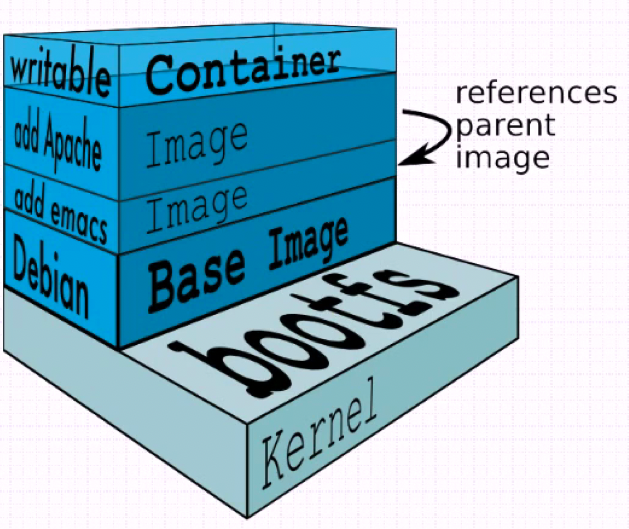 writable Container
add Apache Image
add emacs Image
Debian Base Image
references
parent
image
bootfs
Kernel